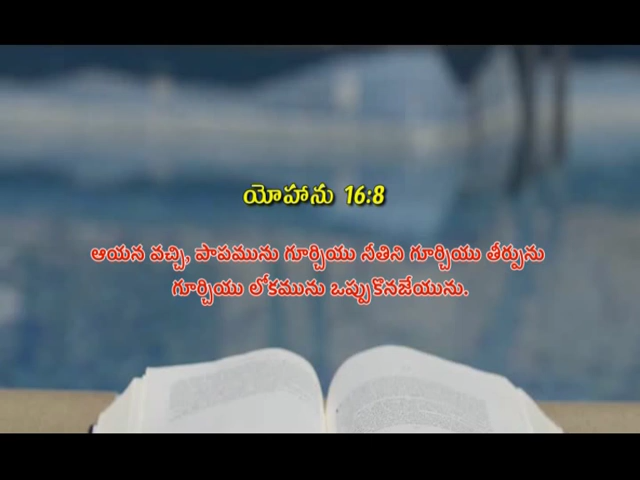 యోహాను 16:8
ఆయన వచ్చి, పాపమును గూర్చియు నీతిని గూర్చియు తీర్పును
గూర్చియు లోకమును ఒప్పుకొనజేయును.